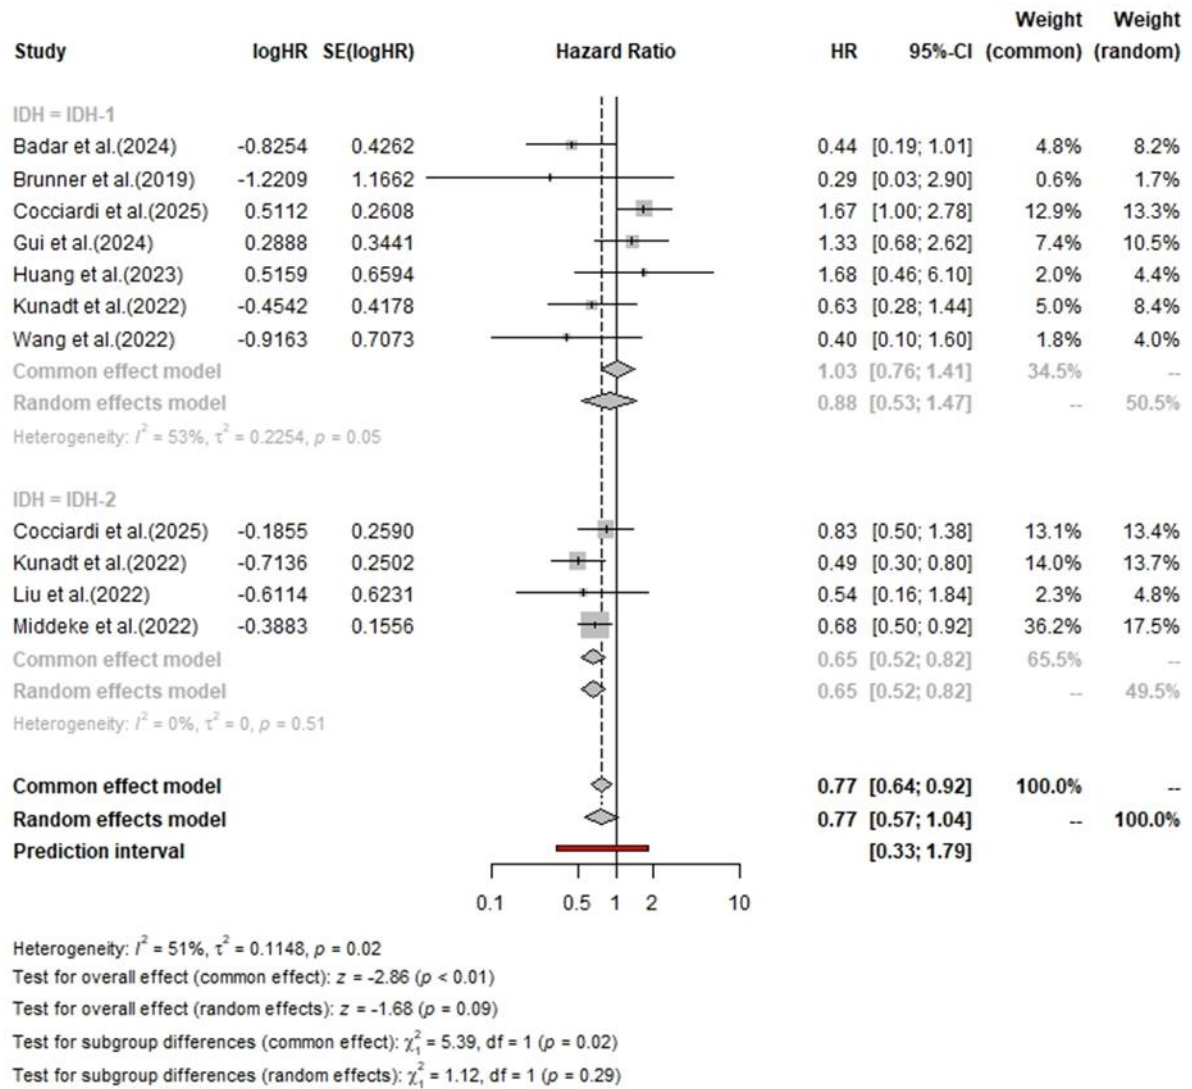 Weight Weight
Study logHR SE(logHR) Hazard Ratio HR 95%-CI (common) (random)
IDH = IDH-1
Badar et al.(2024) -0.8254 0.4262 0.44 [0.19; 1.01] 4.8% 8.2%
Brunner et al.(2019) -1.2209 1.1662 0.29 [0.03; 2.90] 0.6% 1.7%
Cocciardi et al.(2025) 0.5112 0.2608 1.67 [1.00; 2.78] 12.9% 13.3%
Gui et al.(2024) 0.2888 0.3441 1.33 [0.68; 2.62] 7.4% 10.5%
Huang et al.(2023) 0.5159 0.6594 1.68 [0.46; 6.10] 2.0% 4.4%
Kunadt et al.(2022) -0.4542 0.4178 0.63 [0.28; 1.44] 5.0% 8.4%
Wang et al.(2022) -0.9163 0.7073 0.40 [0.10; 1.60] 1.8% 4.0%
Common effect model 1.03 [0.76; 1.41] 34.5% --
Random effects model 0.88 [0.53; 1.47] -- 50.5%
Heterogeneity: I² = 53%, τ² = 0.2254, p = 0.05
IDH = IDH-2
Cocciardi et al.(2025) -0.1855 0.2590 0.83 [0.50; 1.38] 13.1% 13.4%
Kunadt et al.(2022) -0.7136 0.2502 0.49 [0.30; 0.80] 14.0% 13.7%
Liu et al.(2022) -0.6114 0.6231 0.54 [0.16; 1.84] 2.3% 4.8%
Middeke et al.(2022) -0.3883 0.1556 0.68 [0.50; 0.92] 36.2% 17.5%
Common effect model 0.65 [0.52; 0.82] 65.5% --
Random effects model 0.65 [0.52; 0.82] -- 49.5%
Heterogeneity: I² = 0%, τ² = 0, p = 0.51
Common effect model 0.77 [0.64; 0.92] 100.0% --
Random effects model 0.77 [0.57; 1.04] -- 100.0%
Prediction interval [0.33; 1.79]
0.1 0.5 1 2 10
Heterogeneity: I² = 51%, τ² = 0.1148, p = 0.02
Test for overall effect (common effect): z = -2.86 (p < 0.01)
Test for overall effect (random effects): z = -1.68 (p = 0.09)
Test for subgroup differences (common effect): χ₁² = 5.39, df = 1 (p = 0.02)
Test for subgroup differences (random effects): χ₁² = 1.12, df = 1 (p = 0.29)